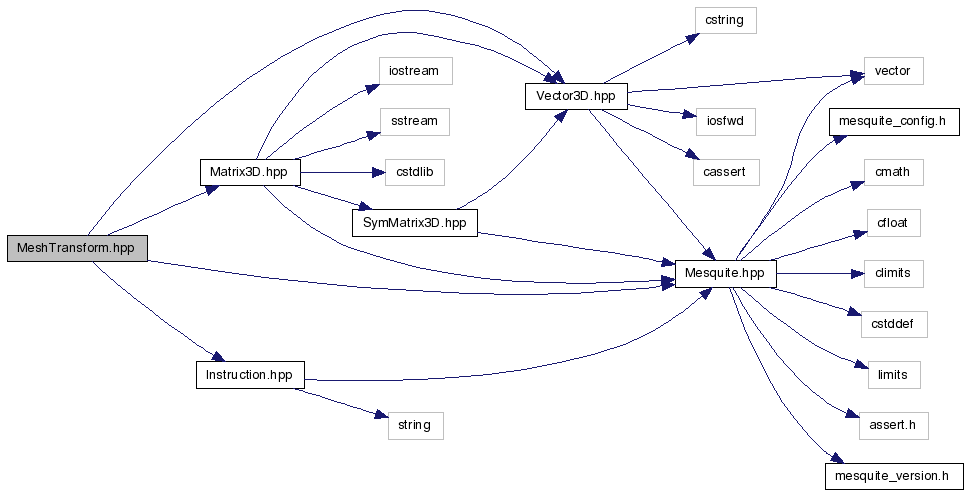 cstring
iostream
vector
Vector3D.hpp
sstream
iosfwd
mesquite_config.h
Matrix3D.hpp
cstdlib
cassert
cmath
SymMatrix3D.hpp
cfloat
MeshTransform.hpp
Mesquite.hpp
climits
cstddef
Instruction.hpp
limits
string
assert.h
mesquite_version.h